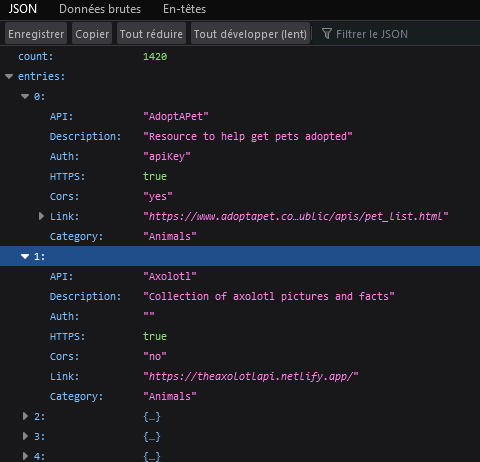 JSON Données brutes En-têtes
Enregistrer Copier Tout réduire Tout développer (lent) Filtrer le JSON
count: 1420
entries:
0:
API: "AdoptAPet"
Description: "Resource to help get pets adopted"
Auth: "apiKey"
HTTPS: true
Cors: "yes"
Link: "https://www.adoptapet.co…ublic/apis/pet_list.html"
Category: "Animals"
1:
API: "Axolotl"
Description: "Collection of axolotl pictures and facts"
Auth: ""
HTTPS: true
Cors: "no"
Link: "https://theaxolotlapi.netlify.app/"
Category: "Animals"
2: {…}
3: {…}
4: {…}